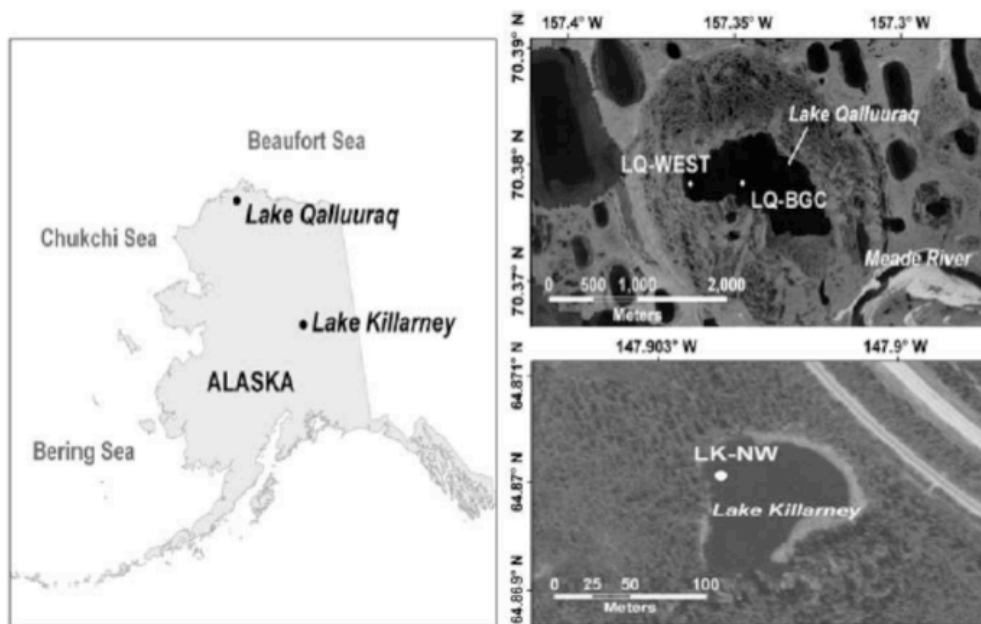 Beaufort Sea
Lake Qalluuraq
Chukchi Sea
Lake Killarney
ALASKA
Bering Sea
157.4° W
157.35° W
157.3° W
70.39° N
70.38° N
70.37° N
Lake Qalluuraq
LQ-WEST
LQ-BGC
Meade River
0 500 1,000 2,000
Meters
147.903° W
147.9° W
64.871° N
64.87° N
64.869° N
LK-NW
Lake Killarney
0 25 50 100
Meters